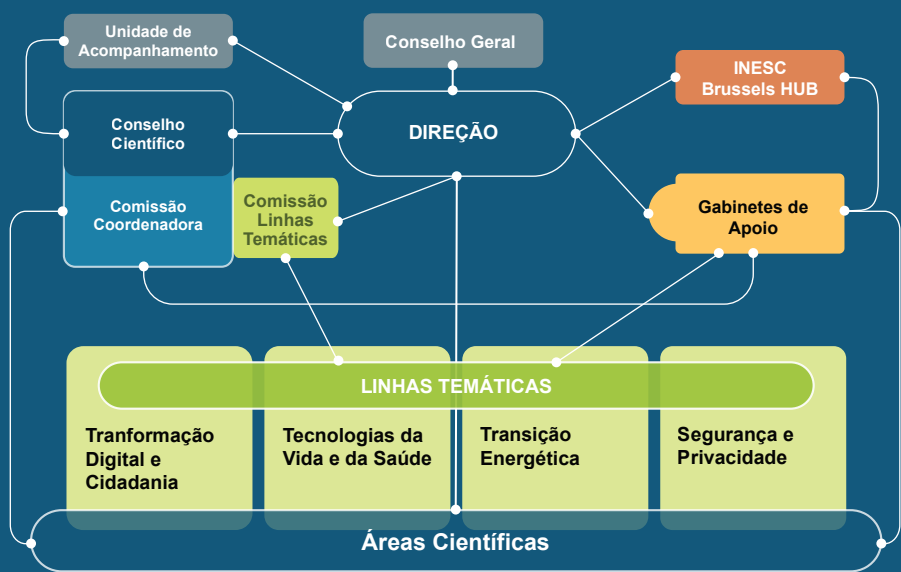 Unidade de
Acompanhamento
Conselho Geral
INESC
Brussels HUB
Conselho
Científico
DIREÇÃO
Comissão
Coordenadora
Comissão
Linhas
Temáticas
Gabinetes de
Apoio
LINHAS TEMÁTICAS
Tranformação
Digital e
Cidadania
Tecnologias da
Vida e da Saúde
Transição
Energética
Segurança e
Privacidade
Áreas Científicas